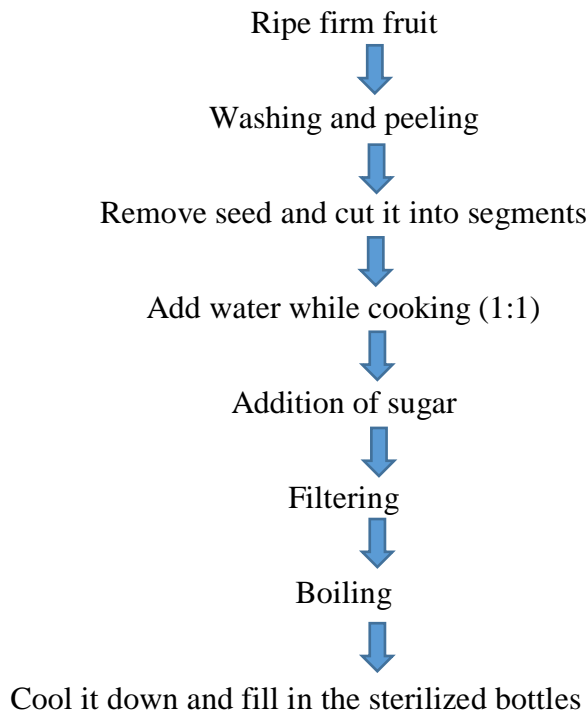 Ripe firm fruit
Washing and peeling
Remove seed and cut it into segments
Add water while cooking (1:1)
Addition of sugar
Filtering
Boiling
Cool it down and fill in the sterilized bottles